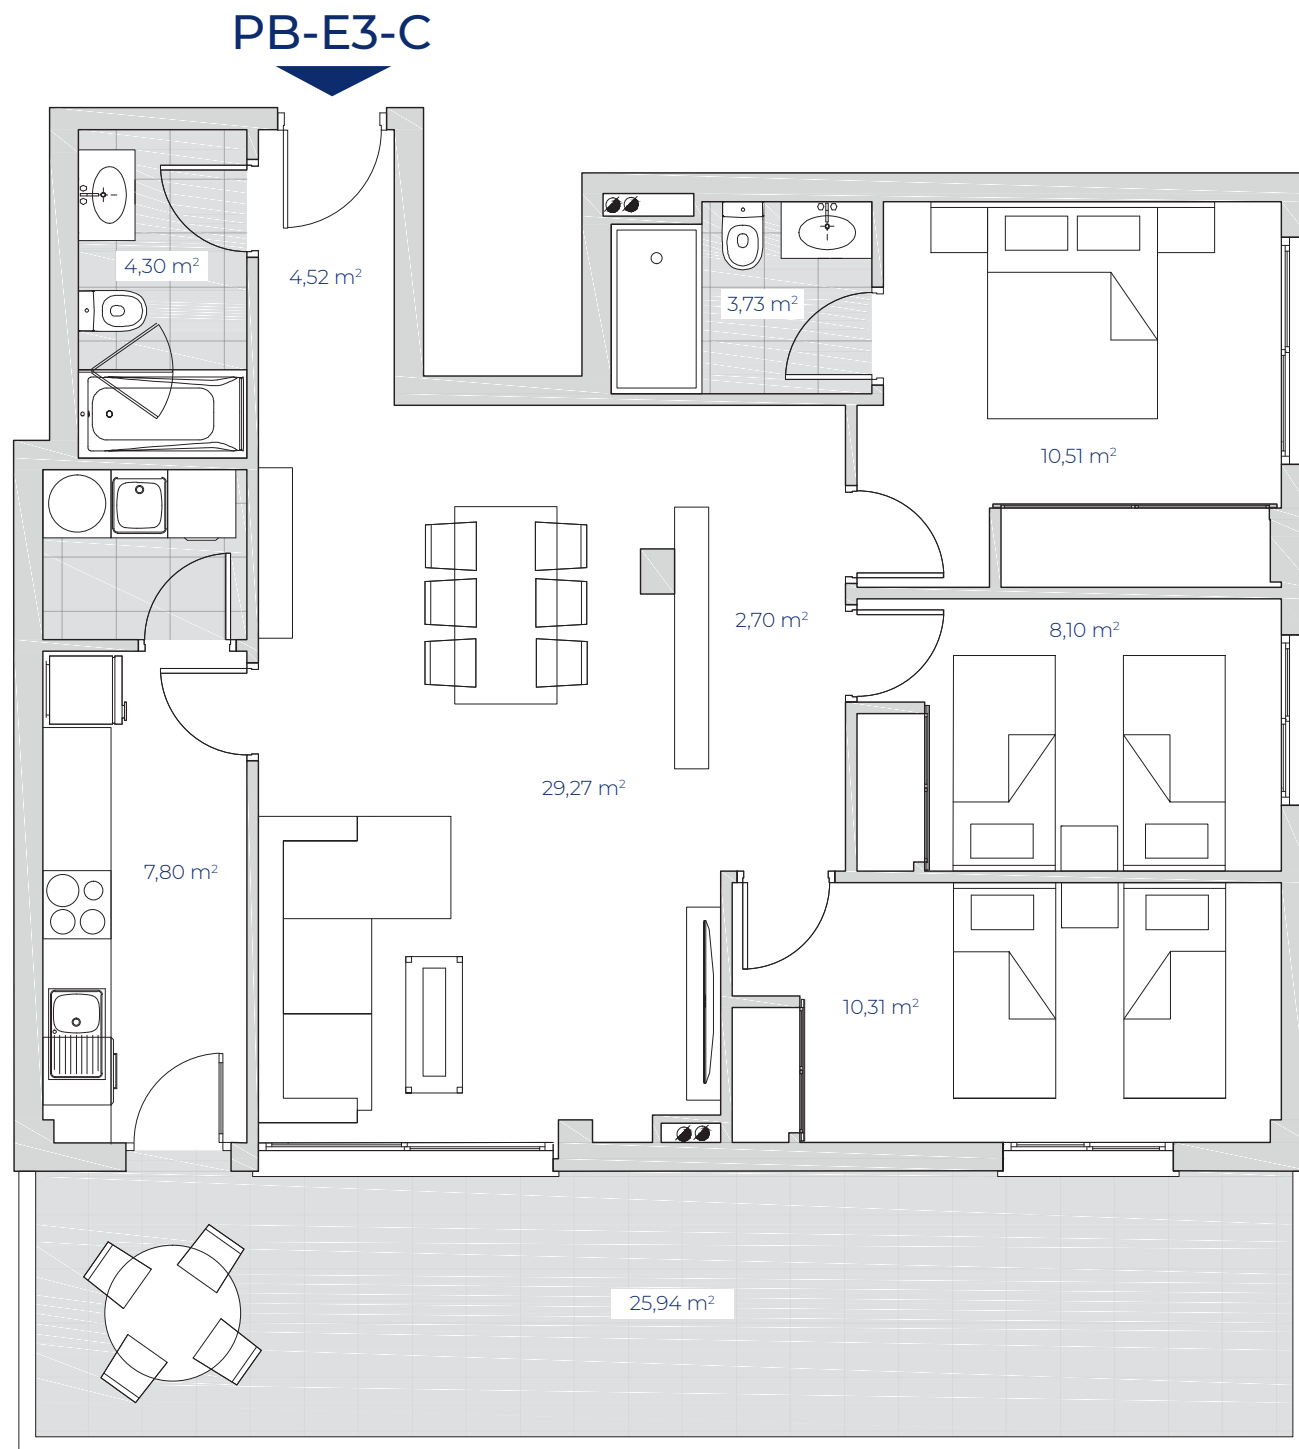 PB-E3-C
4,30 m²
4,52 m²
3,73 m²
10,51 m²
2,70 m²
8,10 m²
29,27 m²
7,80 m²
10,31 m²
25,94 m²